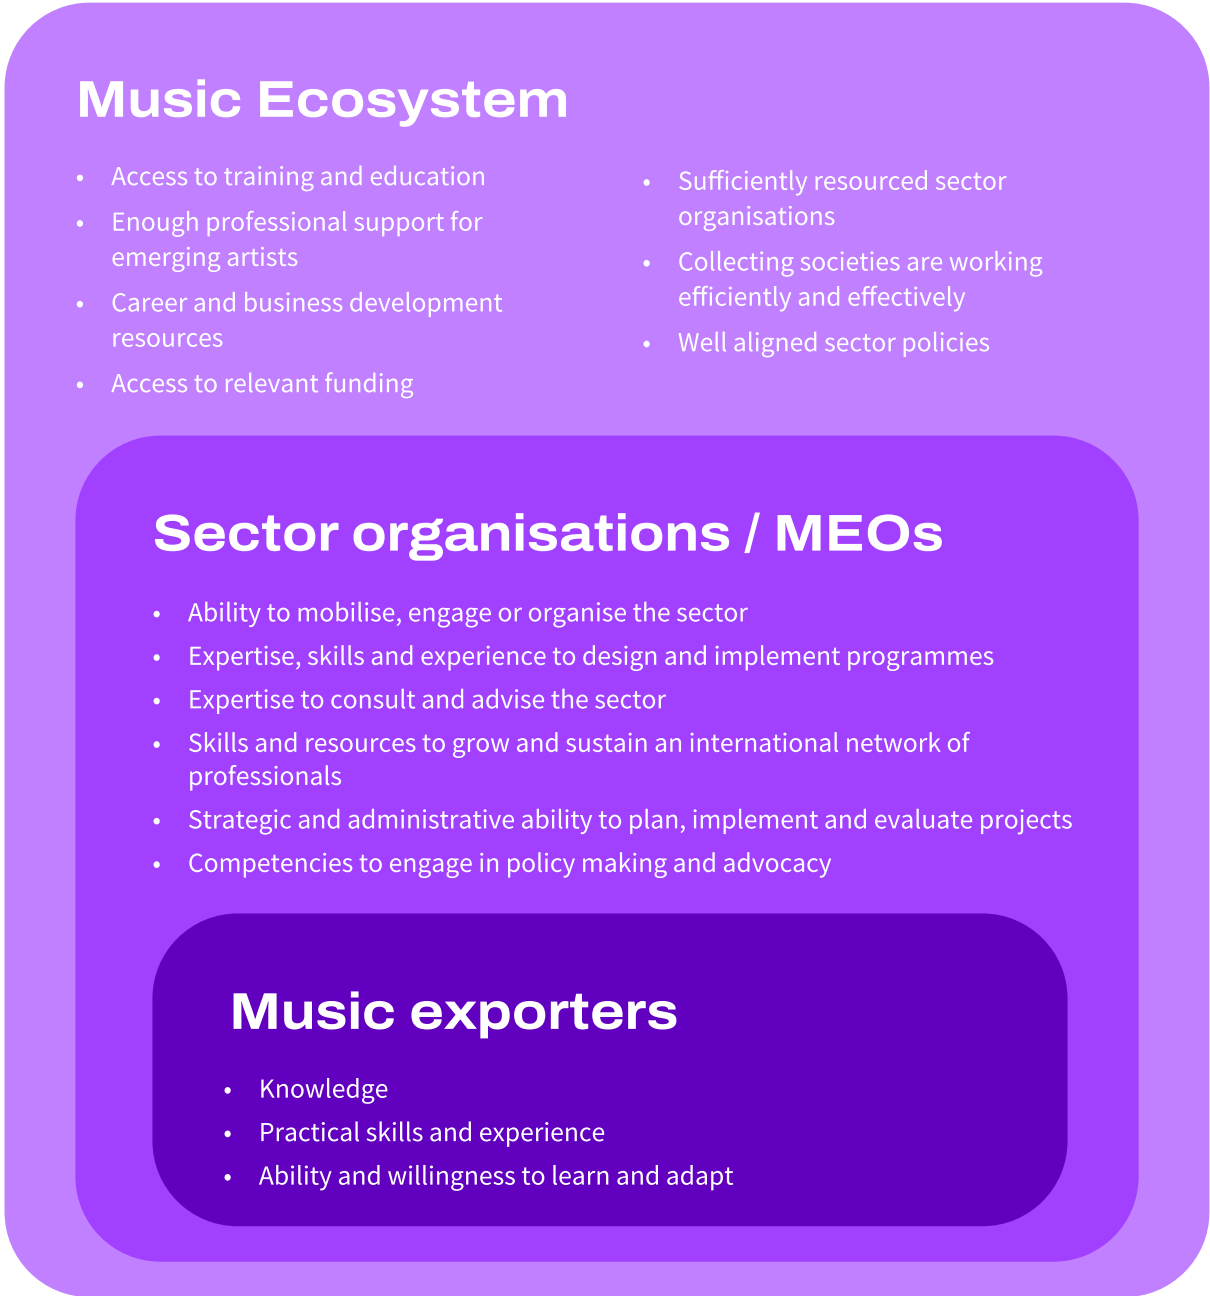 Music Ecosystem
• Access to training and education
• Enough professional support for
emerging artists
• Career and business development
resources
• Access to relevant funding
• Sufficiently resourced sector
organisations
• Collecting societies are working
efficiently and effectively
• Well aligned sector policies
Sector organisations / MEOs
• Ability to mobilise, engage or organise the sector
• Expertise, skills and experience to design and implement programmes
• Expertise to consult and advise the sector
• Skills and resources to grow and sustain an international network of
professionals
• Strategic and administrative ability to plan, implement and evaluate projects
• Competencies to engage in policy making and advocacy
Music exporters
• Knowledge
• Practical skills and experience
• Ability and willingness to learn and adapt